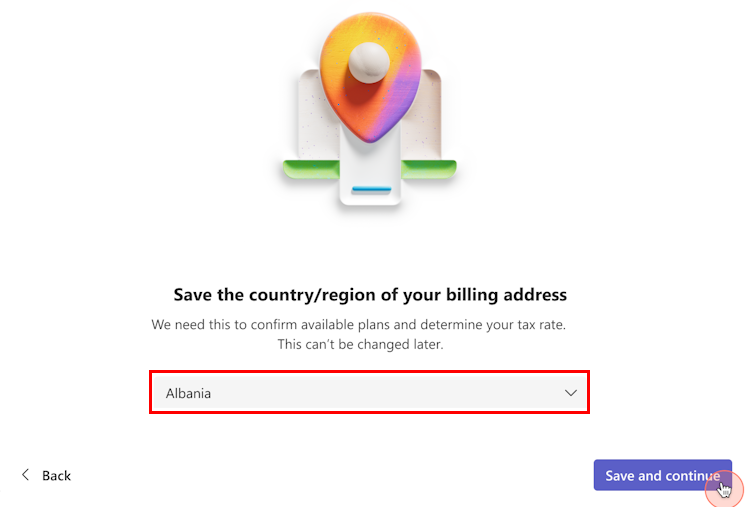 Save the country/region of your billing address
We need this to confirm available plans and determine your tax rate.
This can’t be changed later.
Albania
Back
Save and continue